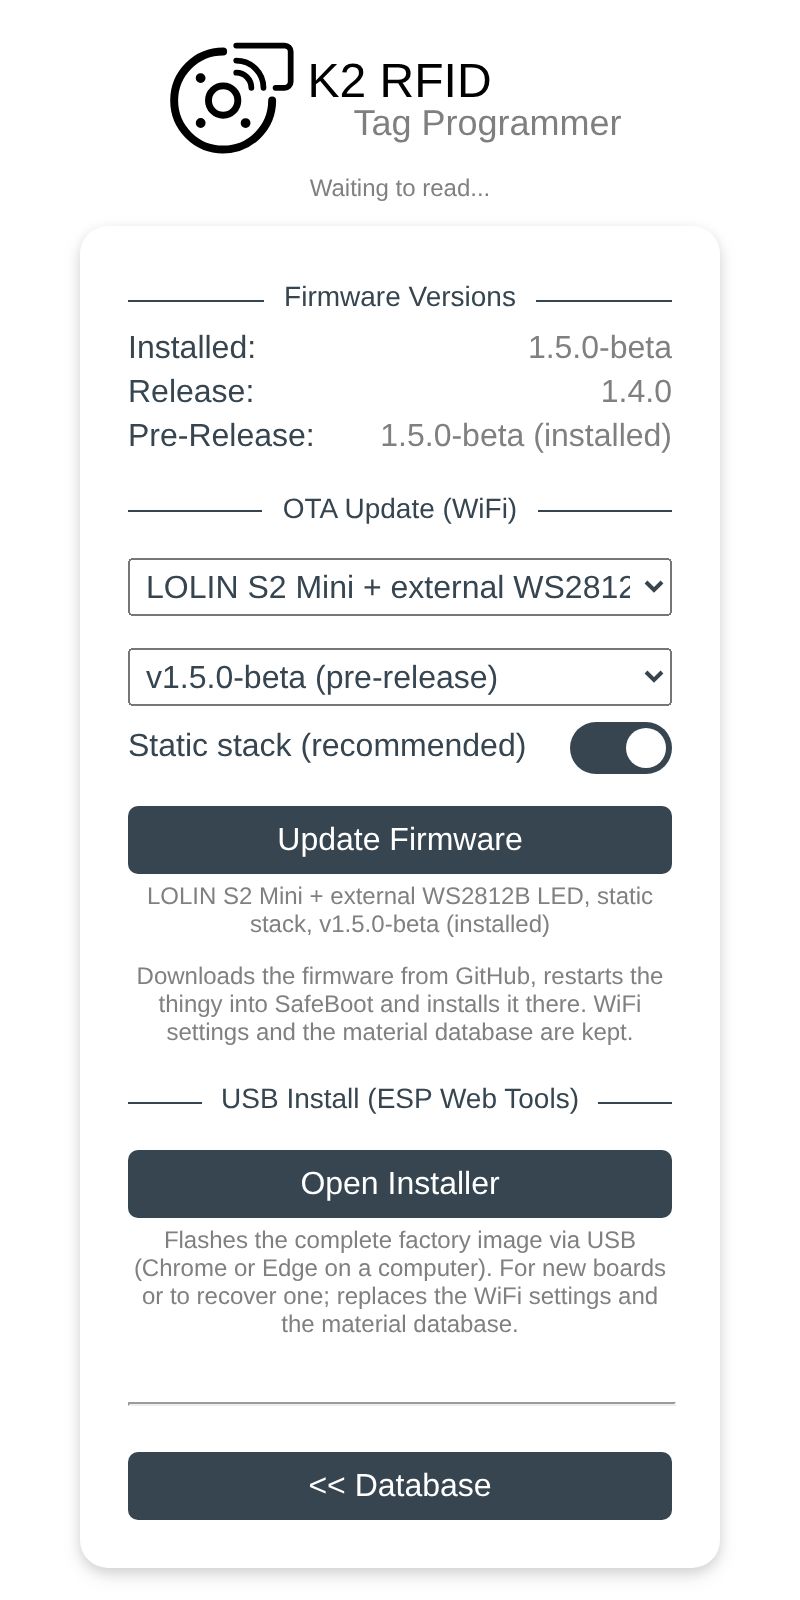 K2 RFID
Tag Programmer
Waiting to read...
Firmware Versions
Installed: 1.5.0-beta
Release: 1.4.0
Pre-Release: 1.5.0-beta (installed)
OTA Update (WiFi)
LOLIN S2 Mini + external WS2812
v1.5.0-beta (pre-release)
Static stack (recommended)
Update Firmware
LOLIN S2 Mini + external WS2812B LED, static
stack, v1.5.0-beta (installed)
Downloads the firmware from GitHub, restarts the
thingy into SafeBoot and installs it there. WiFi
settings and the material database are kept.
USB Install (ESP Web Tools)
Open Installer
Flashes the complete factory image via USB
(Chrome or Edge on a computer). For new boards
or to recover one; replaces the WiFi settings and
the material database.
<< Database